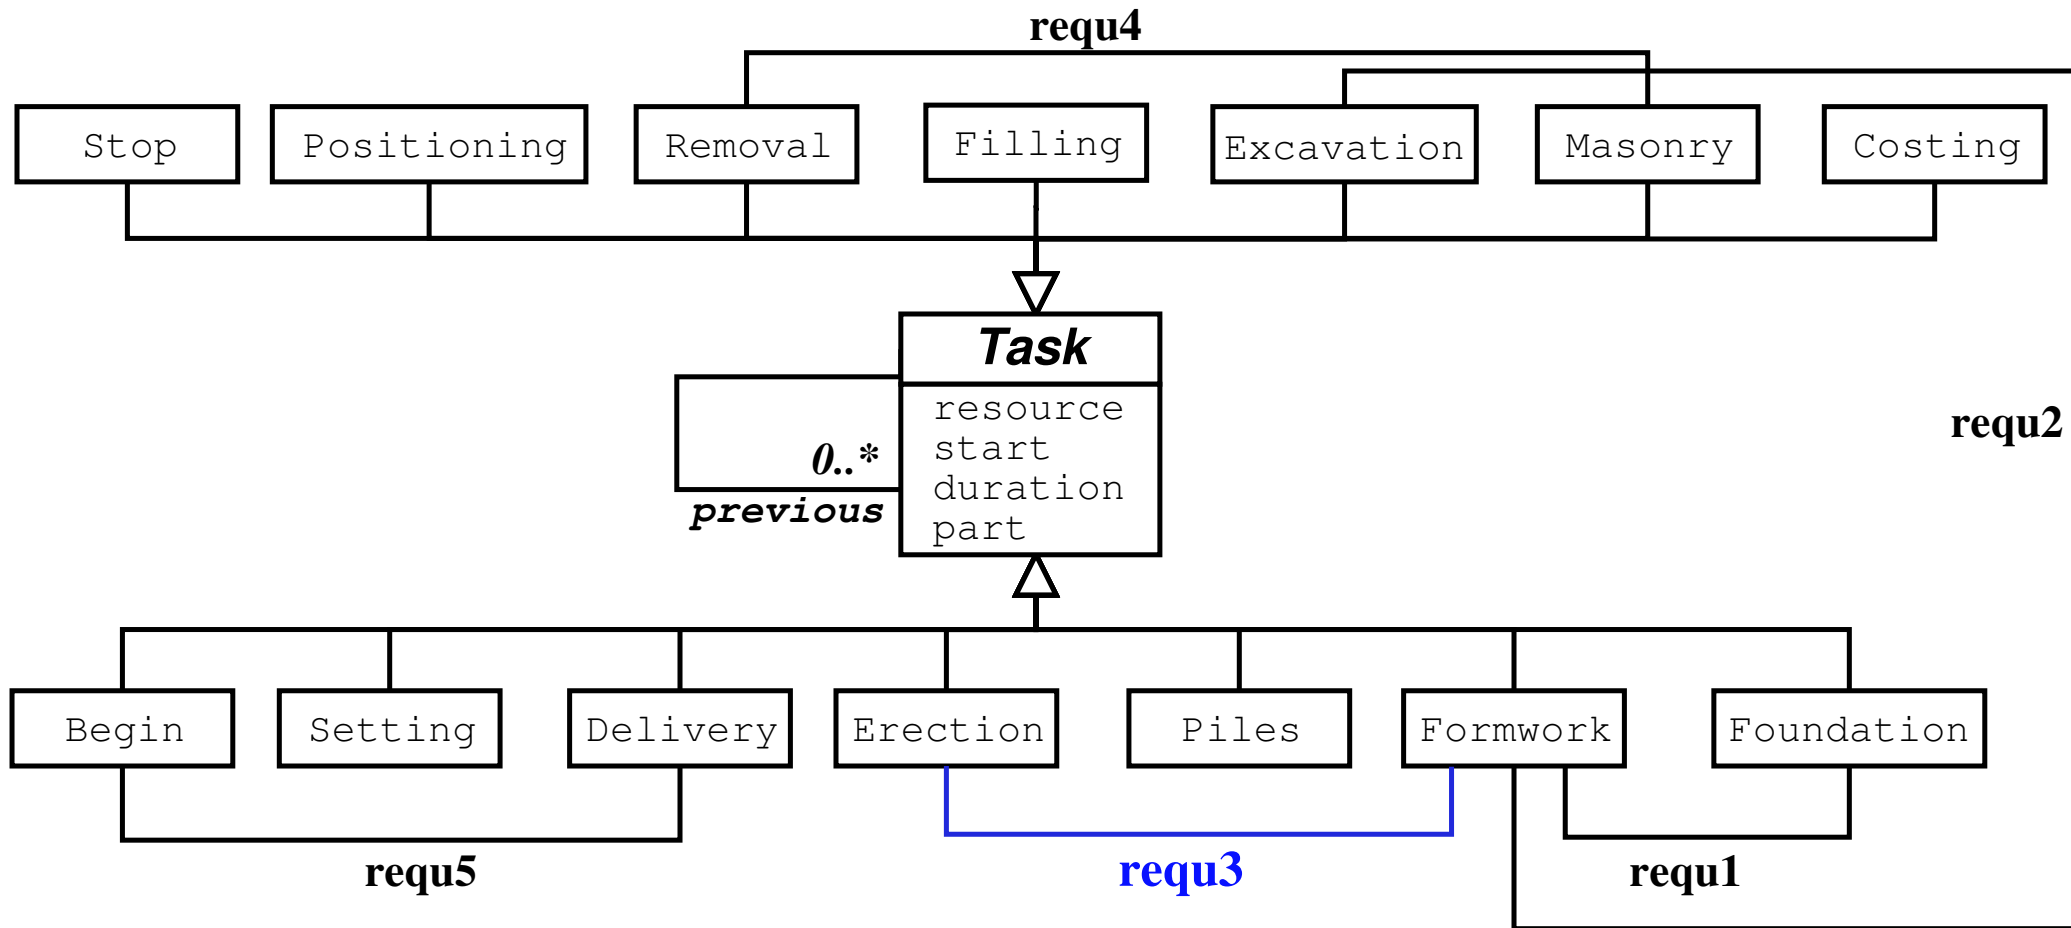 requ4
Stop
Positioning
Removal
Filling
Excavation
Masonry
Costing
Task
resource
start
duration
part
0..*
previous
requ2
Begin
Setting
Delivery
Erection
Piles
Formwork
Foundation
requ5
requ3
requ1